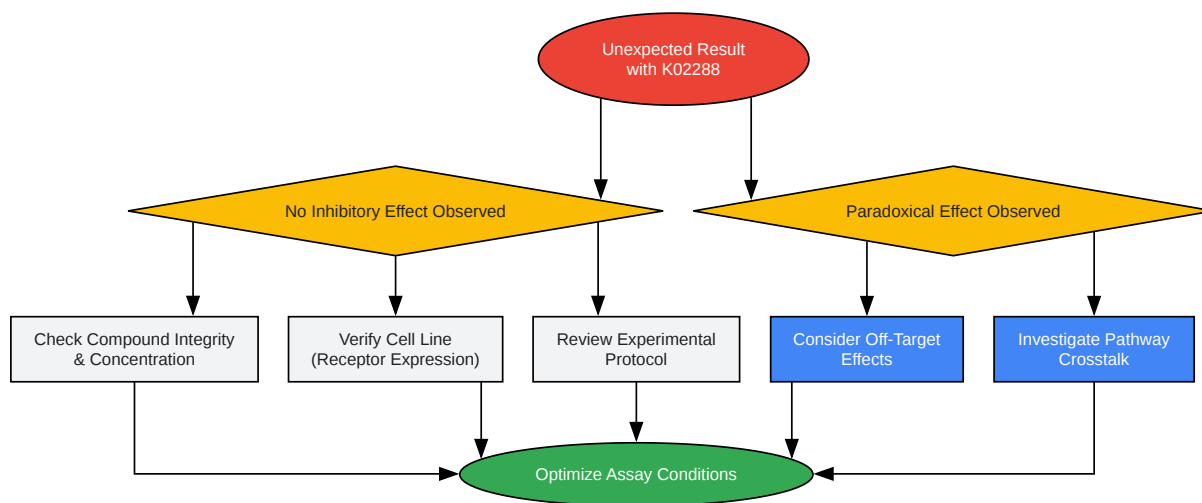 Unexpected Result
with K02288
No Inhibitory Effect Observed
Paradoxical Effect Observed
Check Compound Integrity
& Concentration
Verify Cell Line
(Receptor Expression)
Review Experimental
Protocol
Consider Off-Target
Effects
Investigate Pathway
Crosstalk
Optimize Assay Conditions